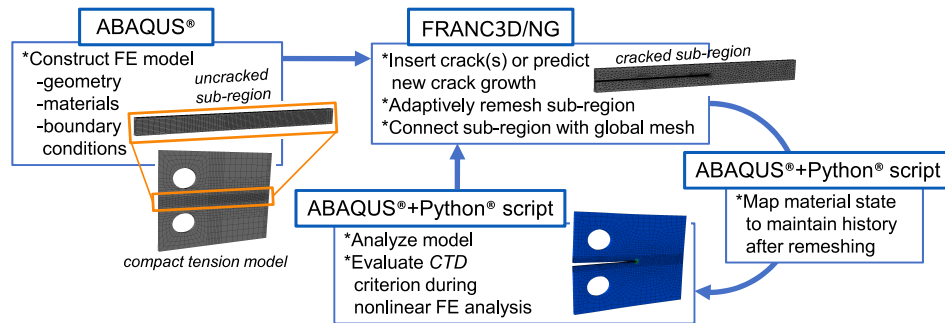 ABAQUS®
*Construct FE model
-geometry
-materials
-boundary
conditions
uncracked
sub-region
compact tension model
FRANC3D/NG
*Insert crack(s) or predict
new crack growth
*Adaptively remesh sub-region
*Connect sub-region with global mesh
cracked sub-region
ABAQUS®+Python® script
*Map material state
to maintain history
after remeshing
ABAQUS®+Python® script
*Analyze model
*Evaluate CTD
criterion during
nonlinear FE analysis